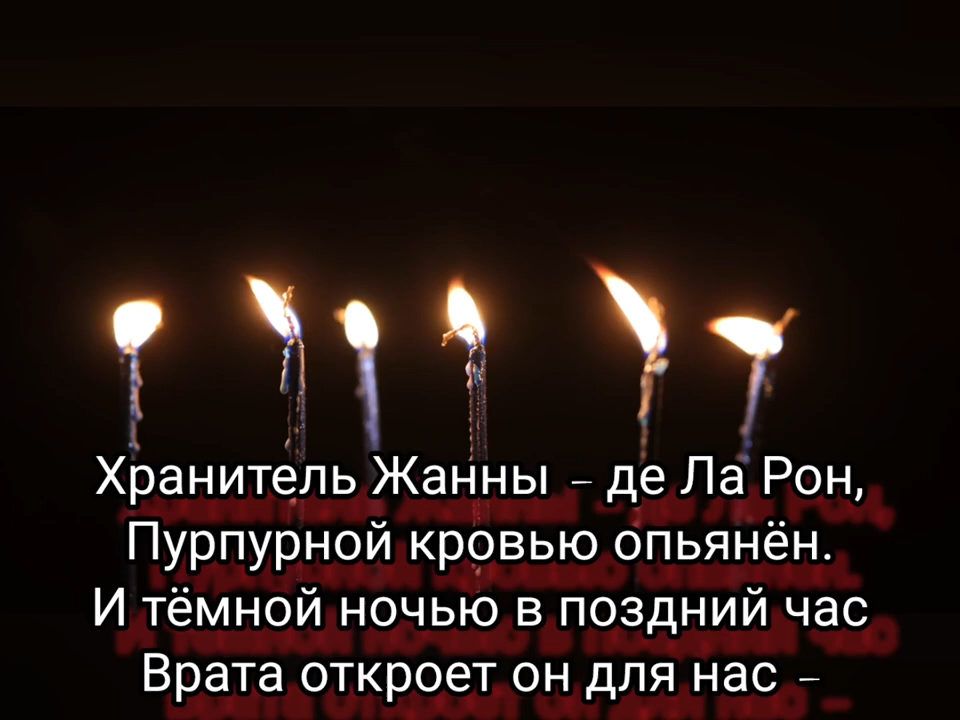 Хранитель Жанны – де Ла Рон,
Пурпурной кровью опьянён.
И тёмной ночью в поздний час
Врата откроет он для нас –